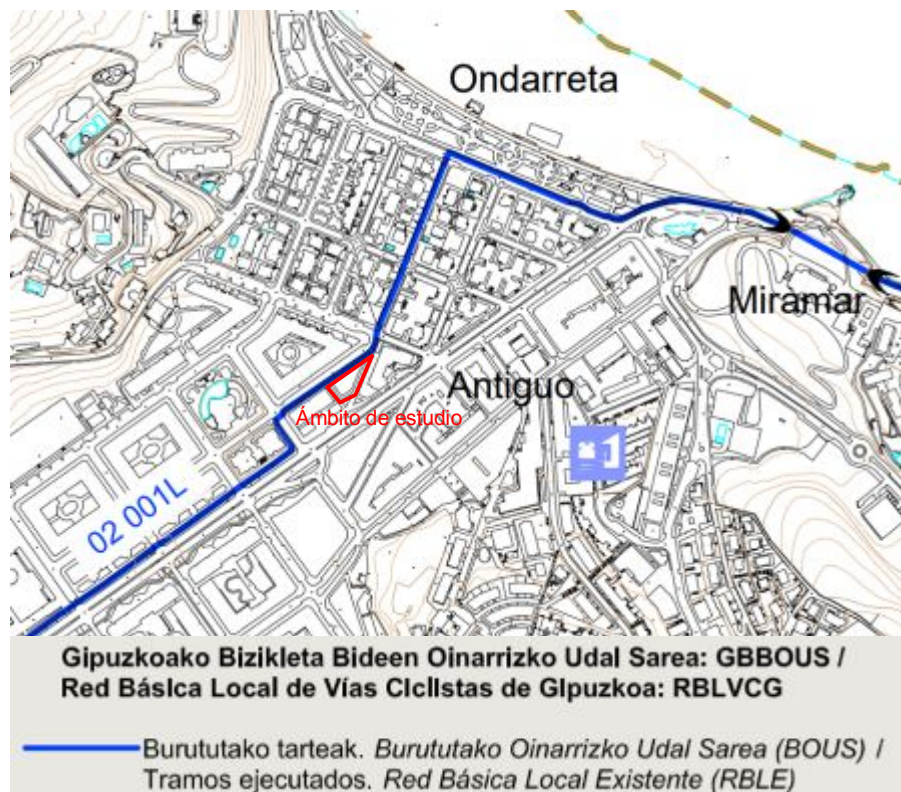 Ondarreta
Miramar
Antiguo
Ámbito de estudio
02 001L
Gipuzkoako Bizikleta Bideen Oinarrizko Udal Sarea: GBBOUS /
Red Básica Local de Vías Ciclistas de Gipuzkoa: RBLVCG
Burututako tarteak. Burututako Oinarrizko Udal Sarea (BOUS) /
Tramos ejecutados. Red Básica Local Existente (RBLE)